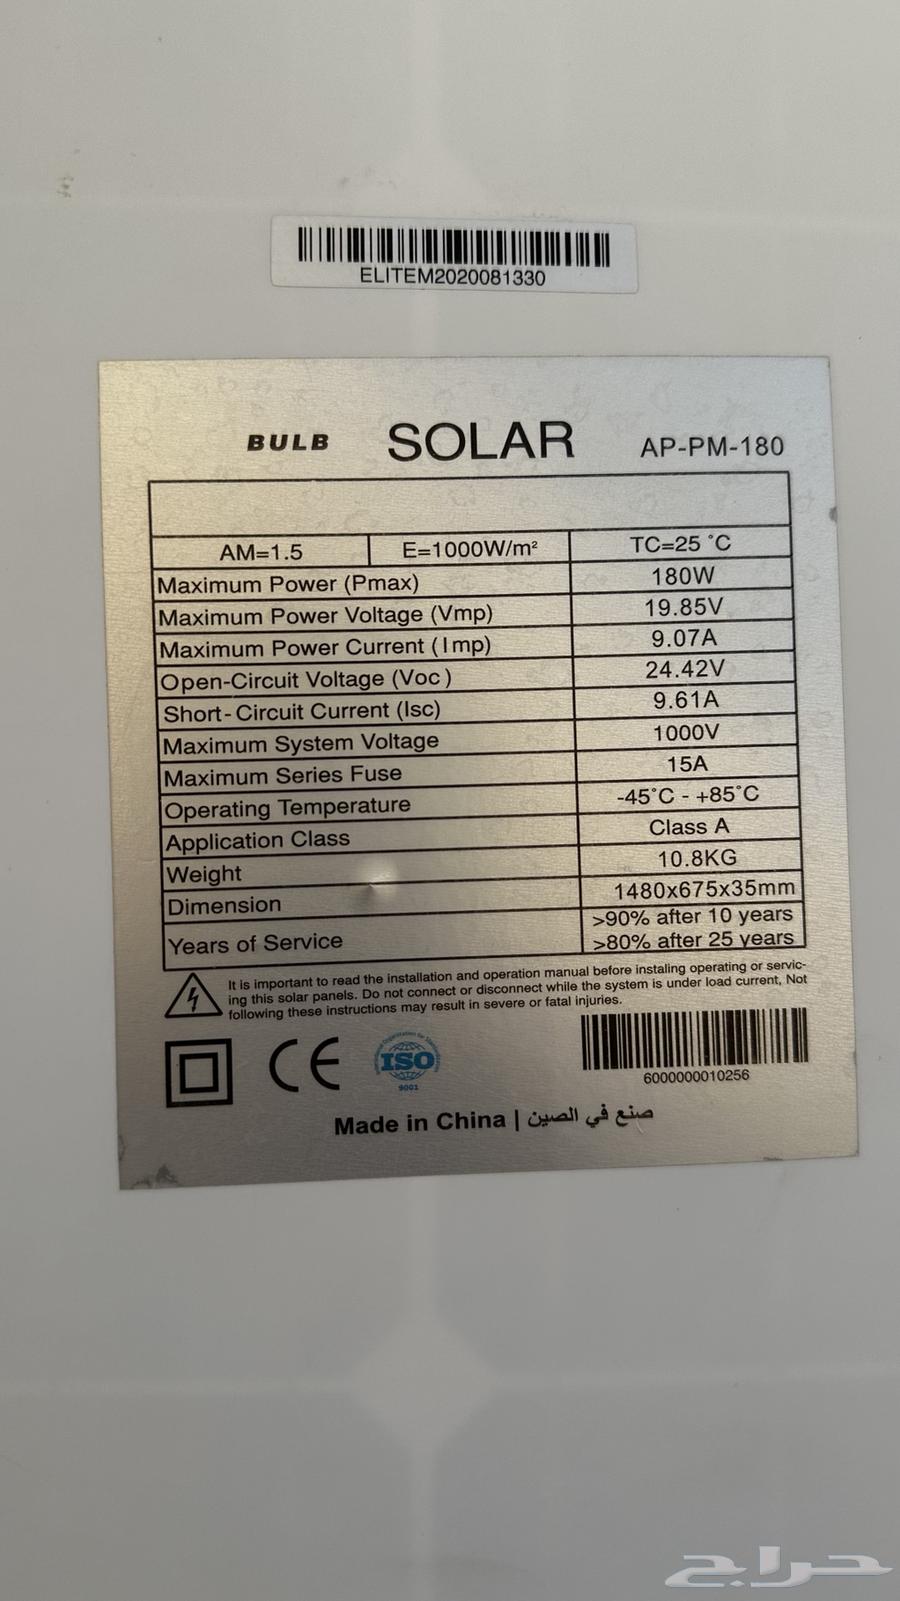 ELITEM2020081330
BULB SOLAR AP-PM-180
AM=1.5 E=1000W/m² TC=25 °C
Maximum Power (Pmax) 180W
Maximum Power Voltage (Vmp) 19.85V
Maximum Power Current (Imp) 9.07A
Open-Circuit Voltage (Voc) 24.42V
Short-Circuit Current (Isc) 9.61A
Maximum System Voltage 1000V
Maximum Series Fuse 15A
Operating Temperature -45°C - +85°C
Application Class Class A
Weight 10.8KG
Dimension 1480x675x35mm
Years of Service >90% after 10 years
>80% after 25 years
It is important to read the installation and operation manual before instaling operating or servic-
ing this solar panels. Do not connect or disconnect while the system is under load current, Not
following these instructions may result in severe or fatal injuries.
CE ISO
9001
6000000010256
Made in China | صنع في الصين
حراج